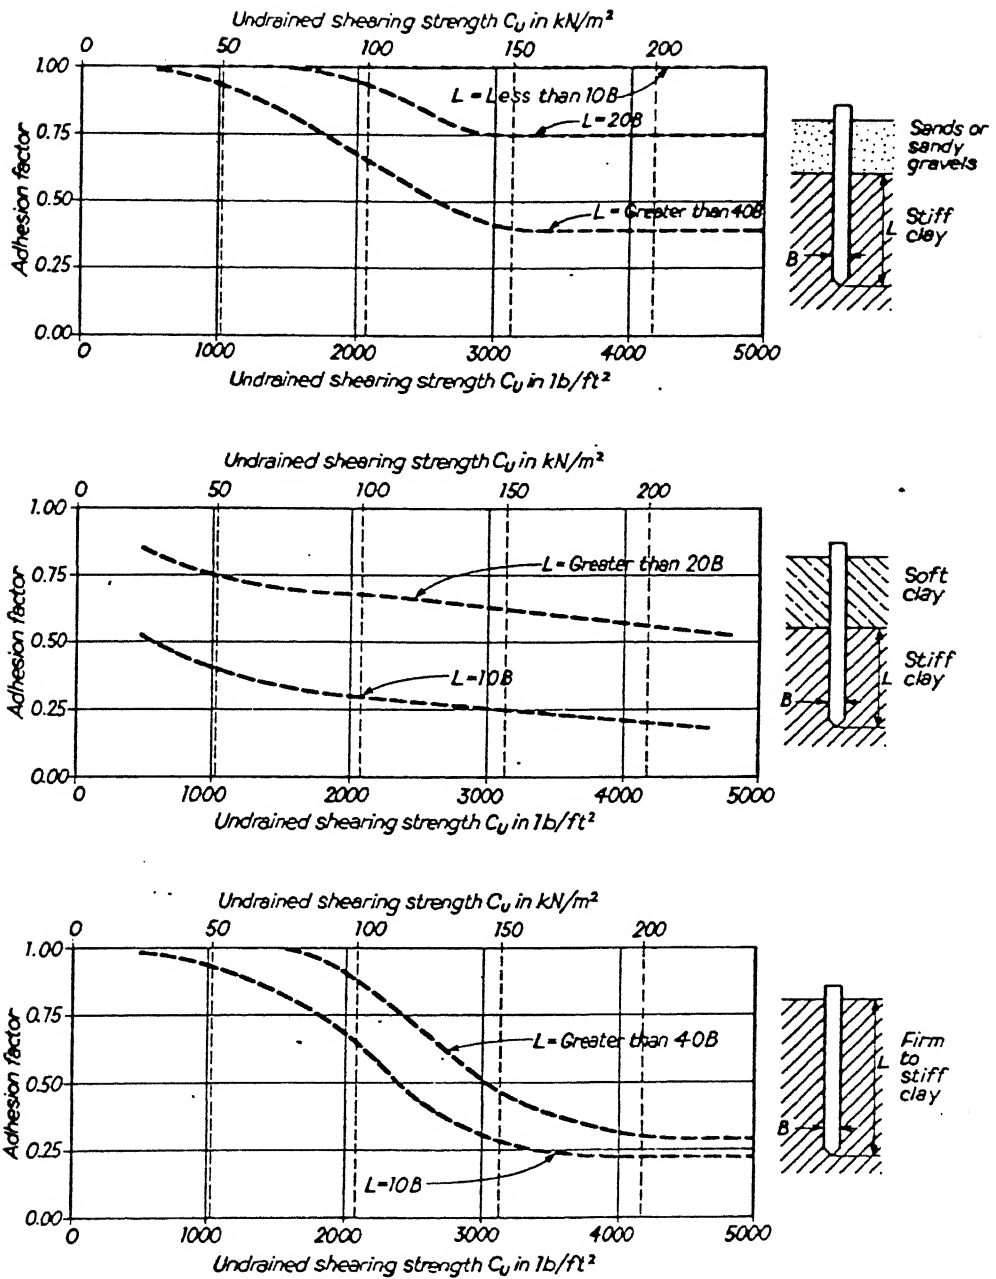 Undrained shearing strength Cu in kN/m²
0 50 100 150 200
1.00
0.75
0.50
0.25
0.00
Adhesion factor
L = Less than 10B
L=20B
L = Greater than 40B
0 1000 2000 3000 4000 5000
Undrained shearing strength Cu in lb/ft²
Sands or
sandy
gravels
Stiff
clay
L
B
Undrained shearing strength Cu in kN/m²
0 50 100 150 200
1.00
0.75
0.50
0.25
0.00
Adhesion factor
L=Greater than 20B
L=10B
0 1000 2000 3000 4000 5000
Undrained shearing strength Cu in lb/ft²
Soft
clay
Stiff
clay
L
B
Undrained shearing strength Cu in kN/m²
0 50 100 150 200
1.00
0.75
0.50
0.25
0.00
Adhesion factor
L=Greater than 40B
L=10B
0 1000 2000 3000 4000 5000
Undrained shearing strength Cu in lb/ft²
Firm
to
stiff
clay
L
B